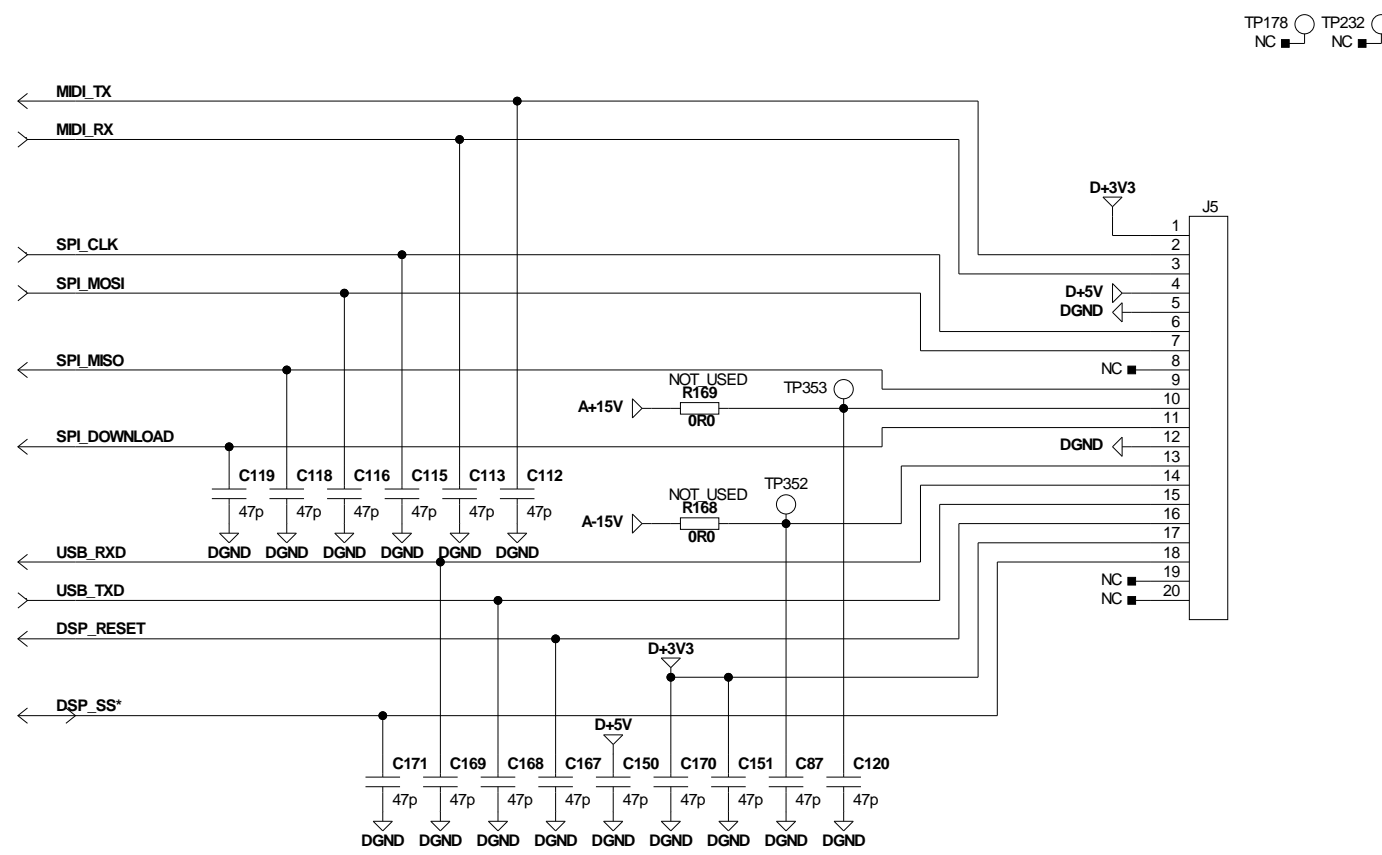 TP178 TP232
NC NC
MIDI_TX
MIDI_RX
D+3V3
J5
1
SPI_CLK
2
3
SPI_MOSI
D+5V 4
DGND 5
6
7
SPI_MISO
NC 8
NOT_USED
R169
TP353
9
A+15V
10
0R0
11
SPI_DOWNLOAD
DGND 12
13
C119 C118 C116 C115 C113 C112
TP352
14
NOT_USED
R168
15
47p 47p 47p 47p 47p 47p
A-15V
16
0R0
17
DGND DGND DGND DGND DGND DGND
USB_RXD
18
NC 19
USB_TXD
NC 20
DSP_RESET
D+3V3
DSP_SS*
D+5V
C171 C169 C168 C167 C150 C170 C151 C87 C120
47p 47p 47p 47p 47p 47p 47p 47p 47p
DGND DGND DGND DGND DGND DGND DGND DGND DGND